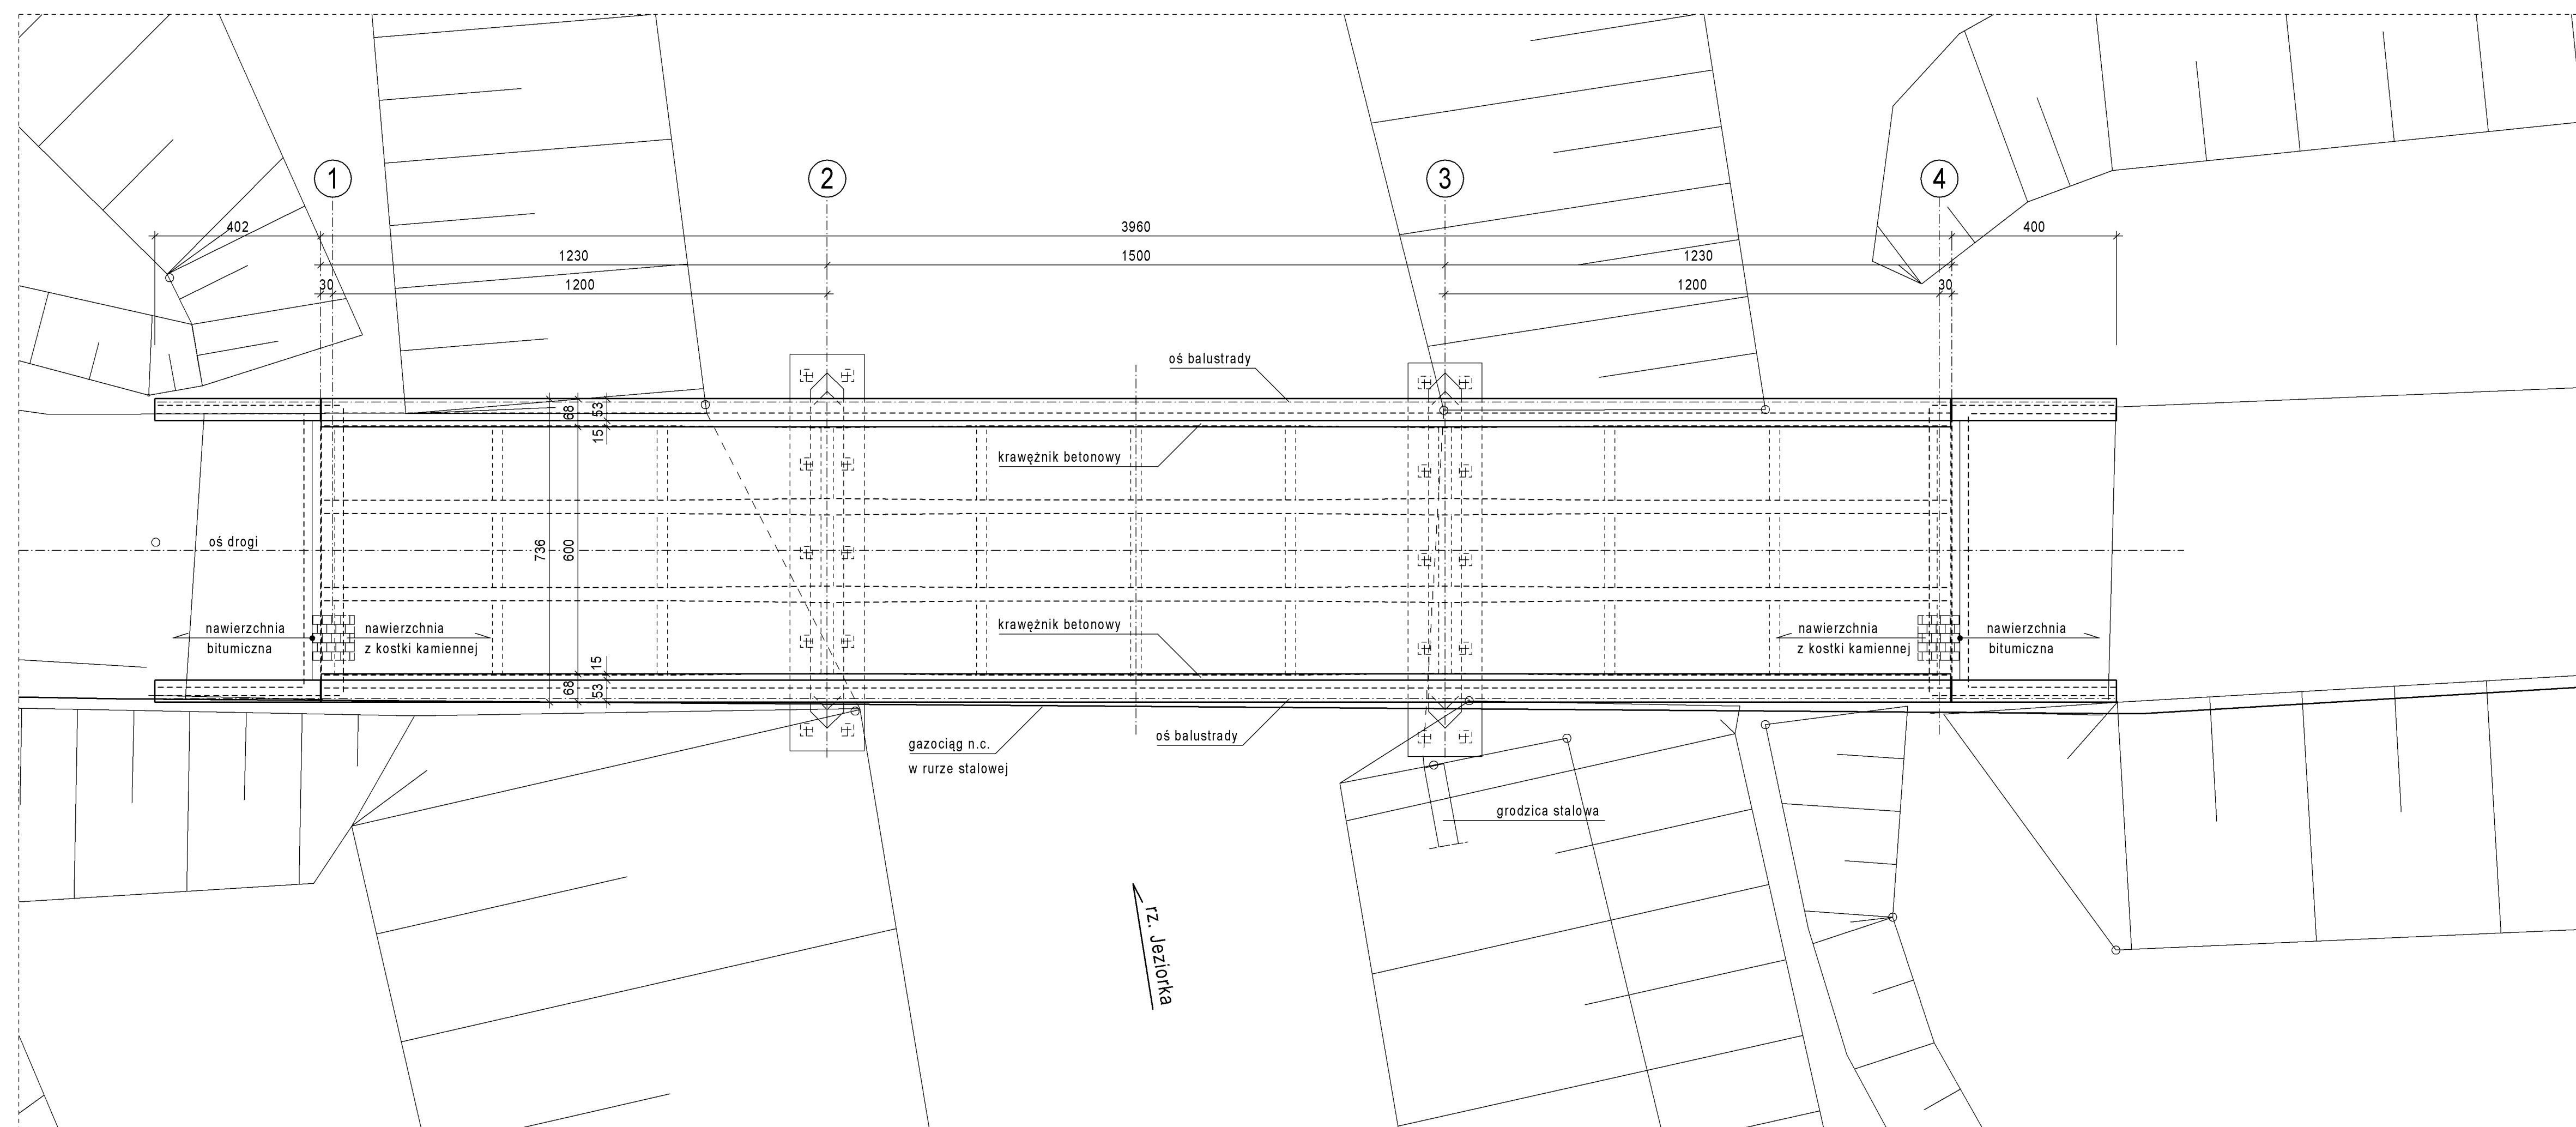 1
2
3
4
402
3960
400
1230
1500
1230
30
1200
1200
30
oś balustrady
68
53
15
krawężnik betonowy
oś drogi
736
600
nawierzchnia
bitumiczna
nawierzchnia
z kostki kamiennej
krawężnik betonowy
nawierzchnia
z kostki kamiennej
nawierzchnia
bitumiczna
15
68
53
gazociąg n.c.
w rurze stalowej
oś balustrady
grodzica stalowa
rz. Jeziorka